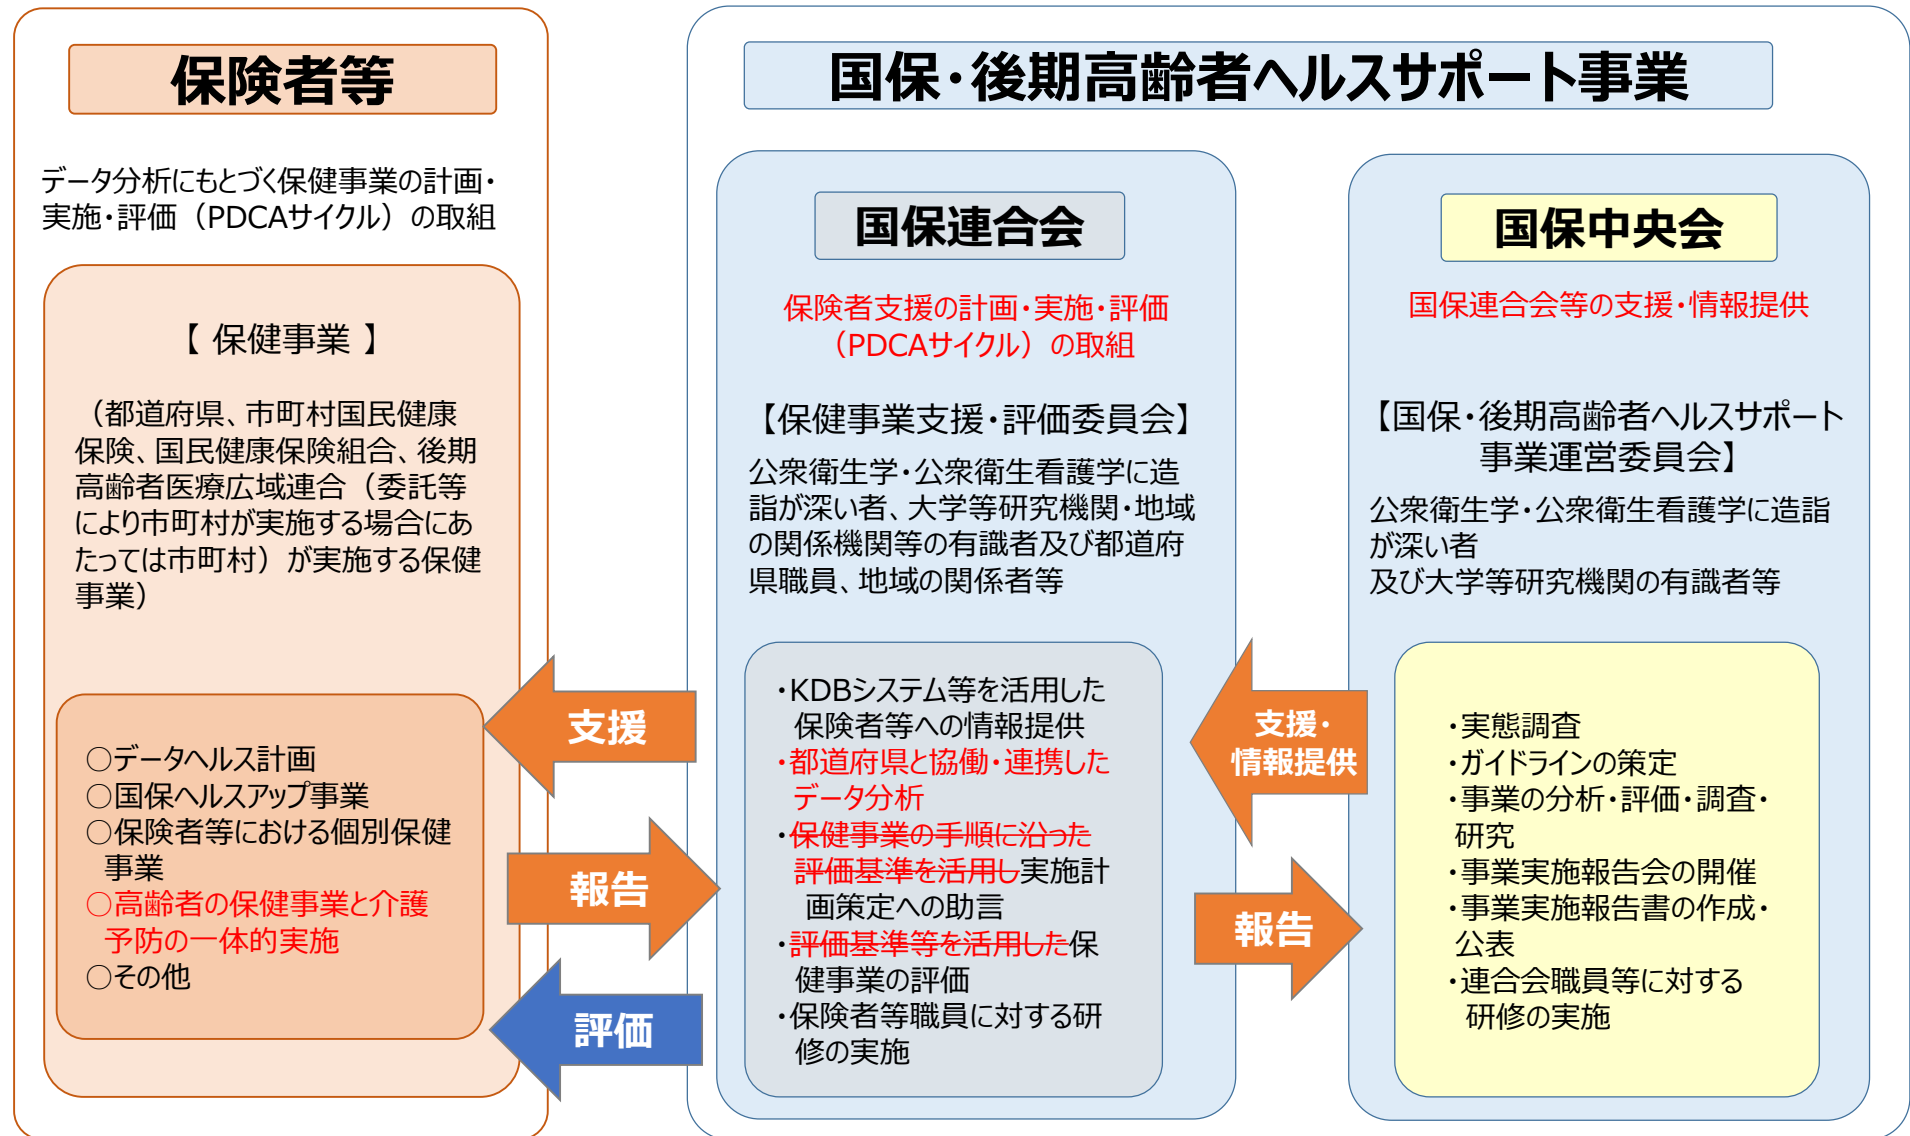 保険者等
データ分析にもとづく保健事業の計画・
実施・評価（PDCAサイクル）の取組
【 保健事業 】
（都道府県、市町村国民健康
保険、国民健康保険組合、後期
高齢者医療広域連合（委託等
により市町村が実施する場合にあ
たっては市町村）が実施する保健
事業）
○データヘルス計画
○国保ヘルスアップ事業
○保険者等における個別保健
事業
○高齢者の保健事業と介護
予防の一体的実施
○その他
支援
報告
評価
国保・後期高齢者ヘルスサポート事業
国保連合会
保険者支援の計画・実施・評価
（PDCAサイクル）の取組
【保健事業支援・評価委員会】
公衆衛生学・公衆衛生看護学に造
詣が深い者、大学等研究機関・地域
の関係機関等の有識者及び都道府
県職員、地域の関係者等
・KDBシステム等を活用した
保険者等への情報提供
・都道府県と協働・連携した
データ分析
・保健事業の手順に沿った
評価基準を活用し実施計
画策定への助言
・評価基準等を活用した保
健事業の評価
・保険者等職員に対する研
修の実施
支援・
情報提供
報告
国保中央会
国保連合会等の支援・情報提供
【国保・後期高齢者ヘルスサポート
事業運営委員会】
公衆衛生学・公衆衛生看護学に造詣
が深い者
及び大学等研究機関の有識者等
・実態調査
・ガイドラインの策定
・事業の分析・評価・調査・
研究
・事業実施報告会の開催
・事業実施報告書の作成・
公表
・連合会職員等に対する
研修の実施